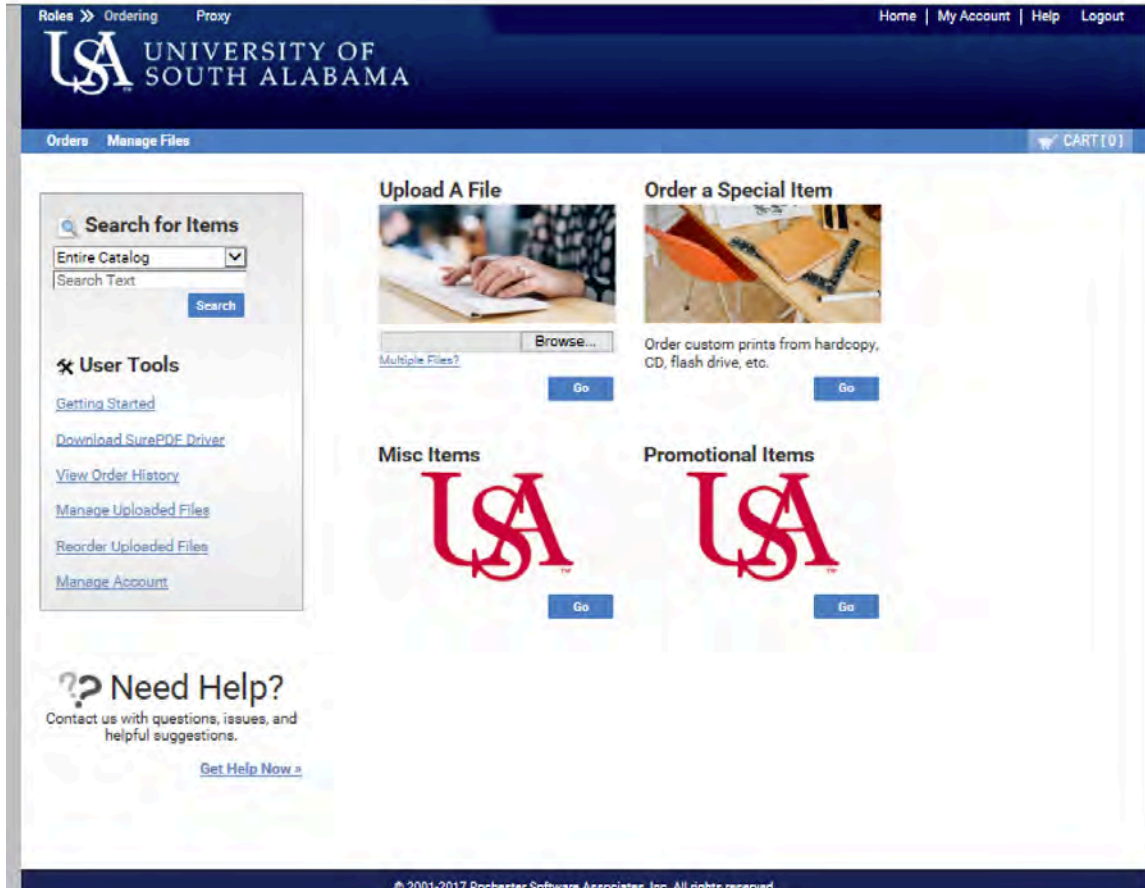 Roles >> Ordering Proxy
Home | My Account | Help Logout
USA UNIVERSITY OF
SOUTH ALABAMA
Orders Manage Files
CART [0]
Search for Items
Entire Catalog
Search Text
Search
User Tools
Getting Started
Download SurePDF Driver
View Order History
Manage Uploaded Files
Reorder Uploaded Files
Manage Account
?? Need Help?
Contact us with questions, issues, and
helpful suggestions.
Get Help Now »
Upload A File
Browse...
Multiple Files?
Go
Order a Special Item
Order custom prints from hardcopy,
CD, flash drive, etc.
Go
Misc Items
USA™
Go
Promotional Items
USA™
Go
© 2001-2017 Rochester Software Associates, Inc. All rights reserved.